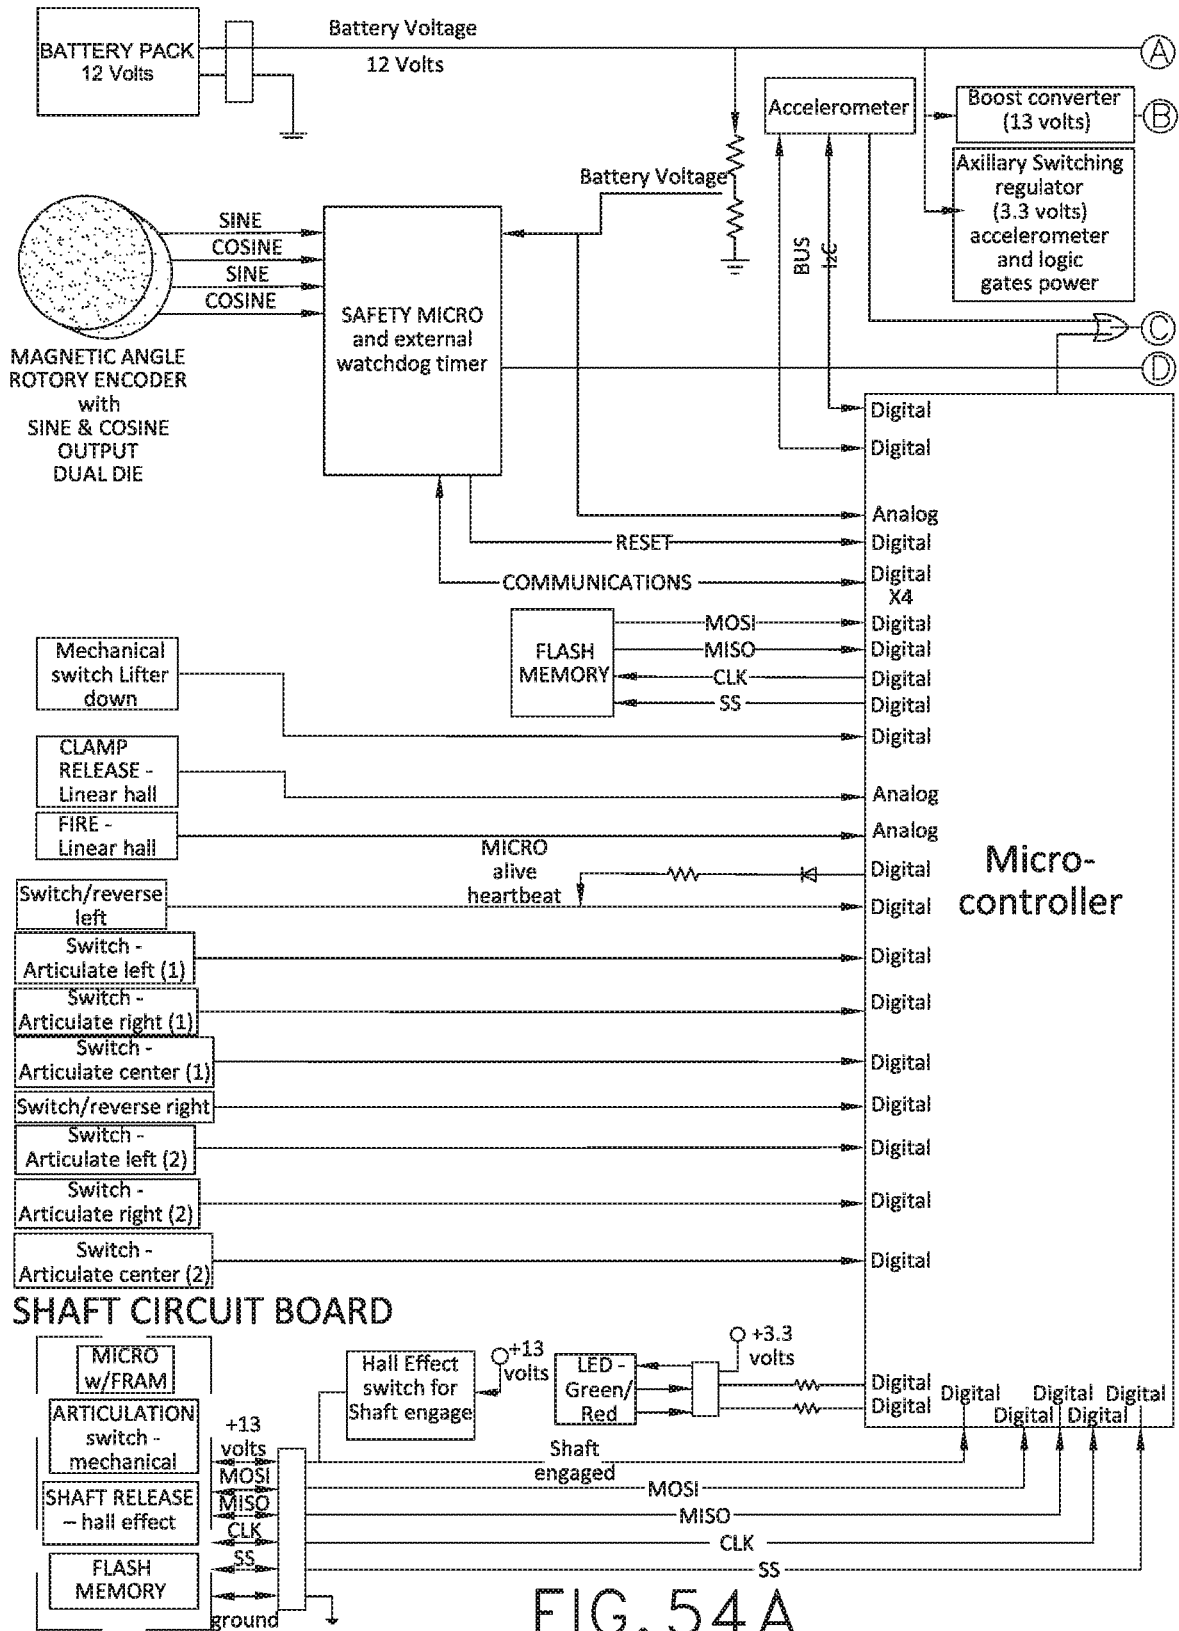 BATTERY PACK
12 Volts
Battery Voltage
12 Volts
A
Accelerometer
Boost converter
(13 volts)
B
Axillary Switching
regulator
(3.3 volts)
accelerometer
and logic
gates power
Battery Voltage
BUS
I2C
SINE
COSINE
SINE
COSINE
SAFETY MICRO
and external
watchdog timer
C
D
MAGNETIC ANGLE
ROTORY ENCODER
with
SINE & COSINE
OUTPUT
DUAL DIE
Digital
Digital
Analog
RESET
Digital
COMMUNICATIONS
Digital
X4
FLASH
MEMORY
MOSI
Digital
MISO
Digital
CLK
Digital
SS
Digital
Mechanical
switch Lifter
down
Digital
CLAMP
RELEASE -
Linear hall
Analog
FIRE -
Linear hall
Analog
MICRO
alive
heartbeat
Digital
Micro-
controller
Switch/reverse
left
Digital
Switch -
Articulate left (1)
Digital
Switch -
Articulate right (1)
Digital
Switch -
Articulate center (1)
Digital
Switch/reverse right
Digital
Switch -
Articulate left (2)
Digital
Switch -
Articulate right (2)
Digital
Switch -
Articulate center (2)
Digital
SHAFT CIRCUIT BOARD
MICRO
w/FRAM
ARTICULATION
switch -
mechanical
SHAFT RELEASE
– hall effect
FLASH
MEMORY
+13
volts
MOSI
MISO
CLK
SS
ground
Hall Effect
switch for
Shaft engage
+13
volts
LED -
Green/
Red
+3.3
volts
Digital
Digital
Digital
Digital
Digital
Digital
Digital
Shaft
engaged
MOSI
MISO
CLK
SS
FIG. 54A